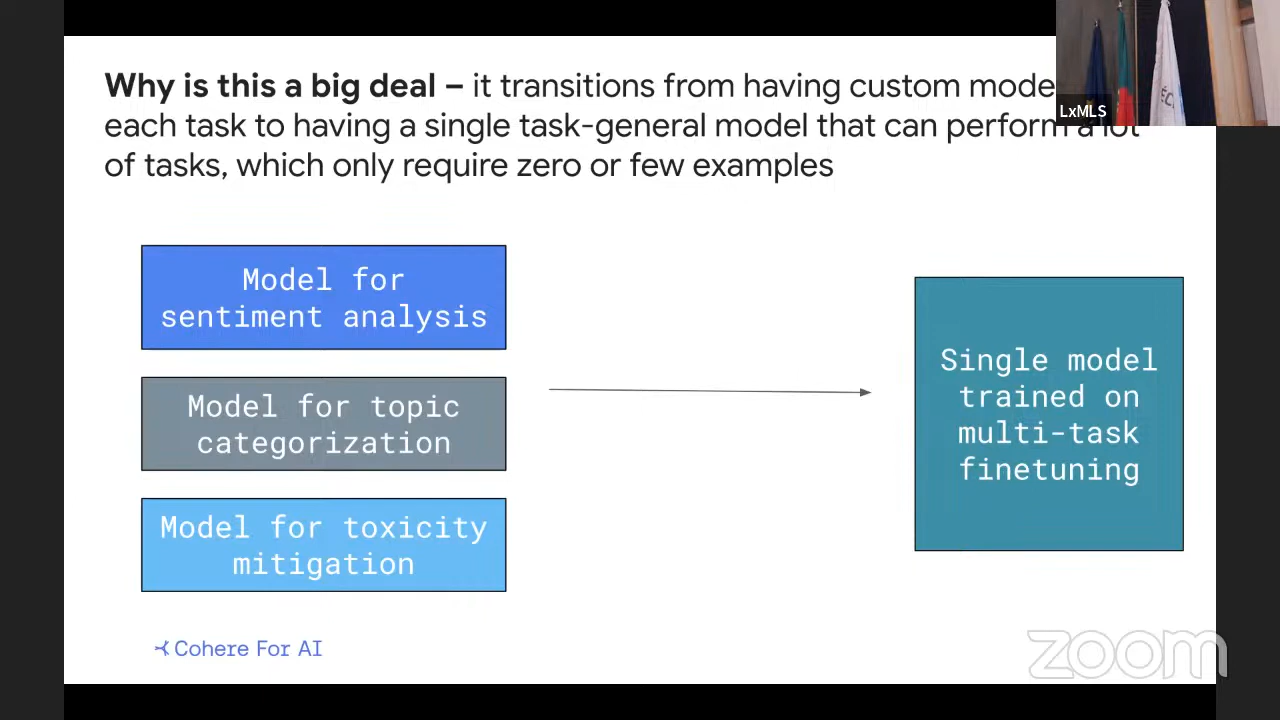 Why is this a big deal – it transitions from having custom mode
each task to having a single task-general model that can perform a lot
of tasks, which only require zero or few examples
LxMLS
Model for
sentiment analysis
Model for topic
categorization
Model for toxicity
mitigation
Single model
trained on
multi-task
finetuning
Cohere For AI
zoom